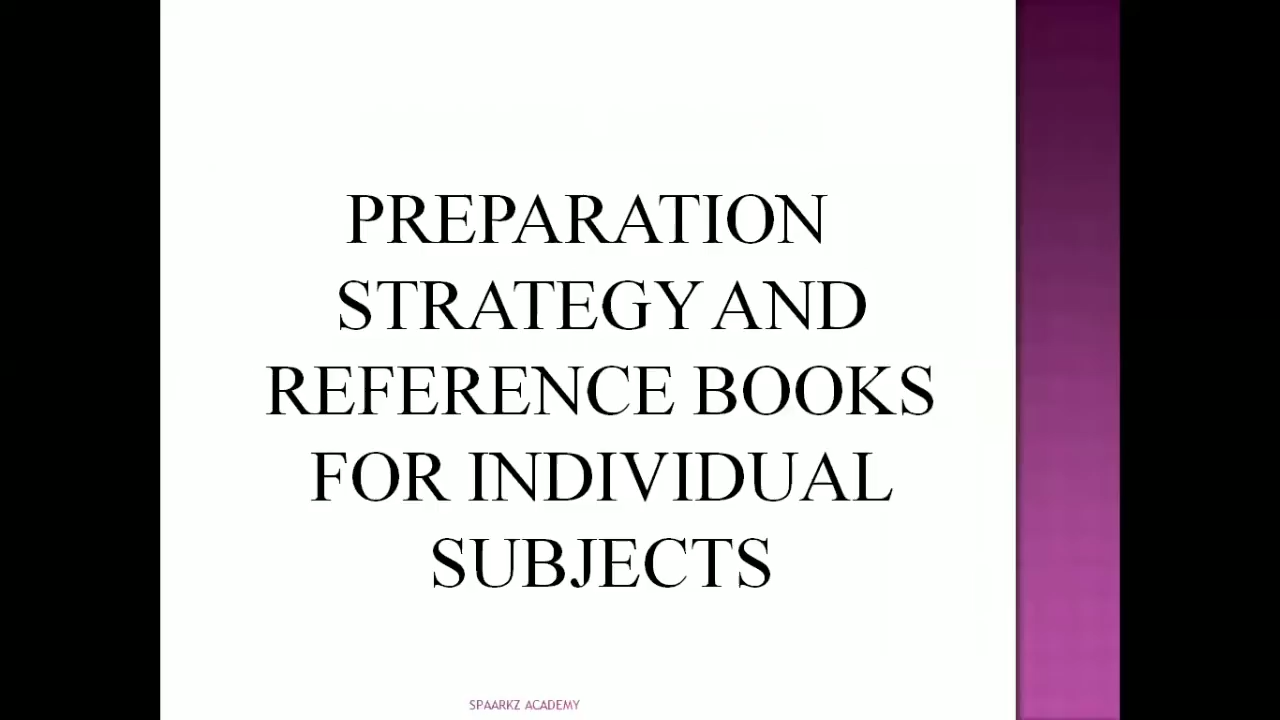 PREPARATION
STRATEGY AND
REFERENCE BOOKS
FOR INDIVIDUAL
SUBJECTS
SPAARKZ ACADEMY